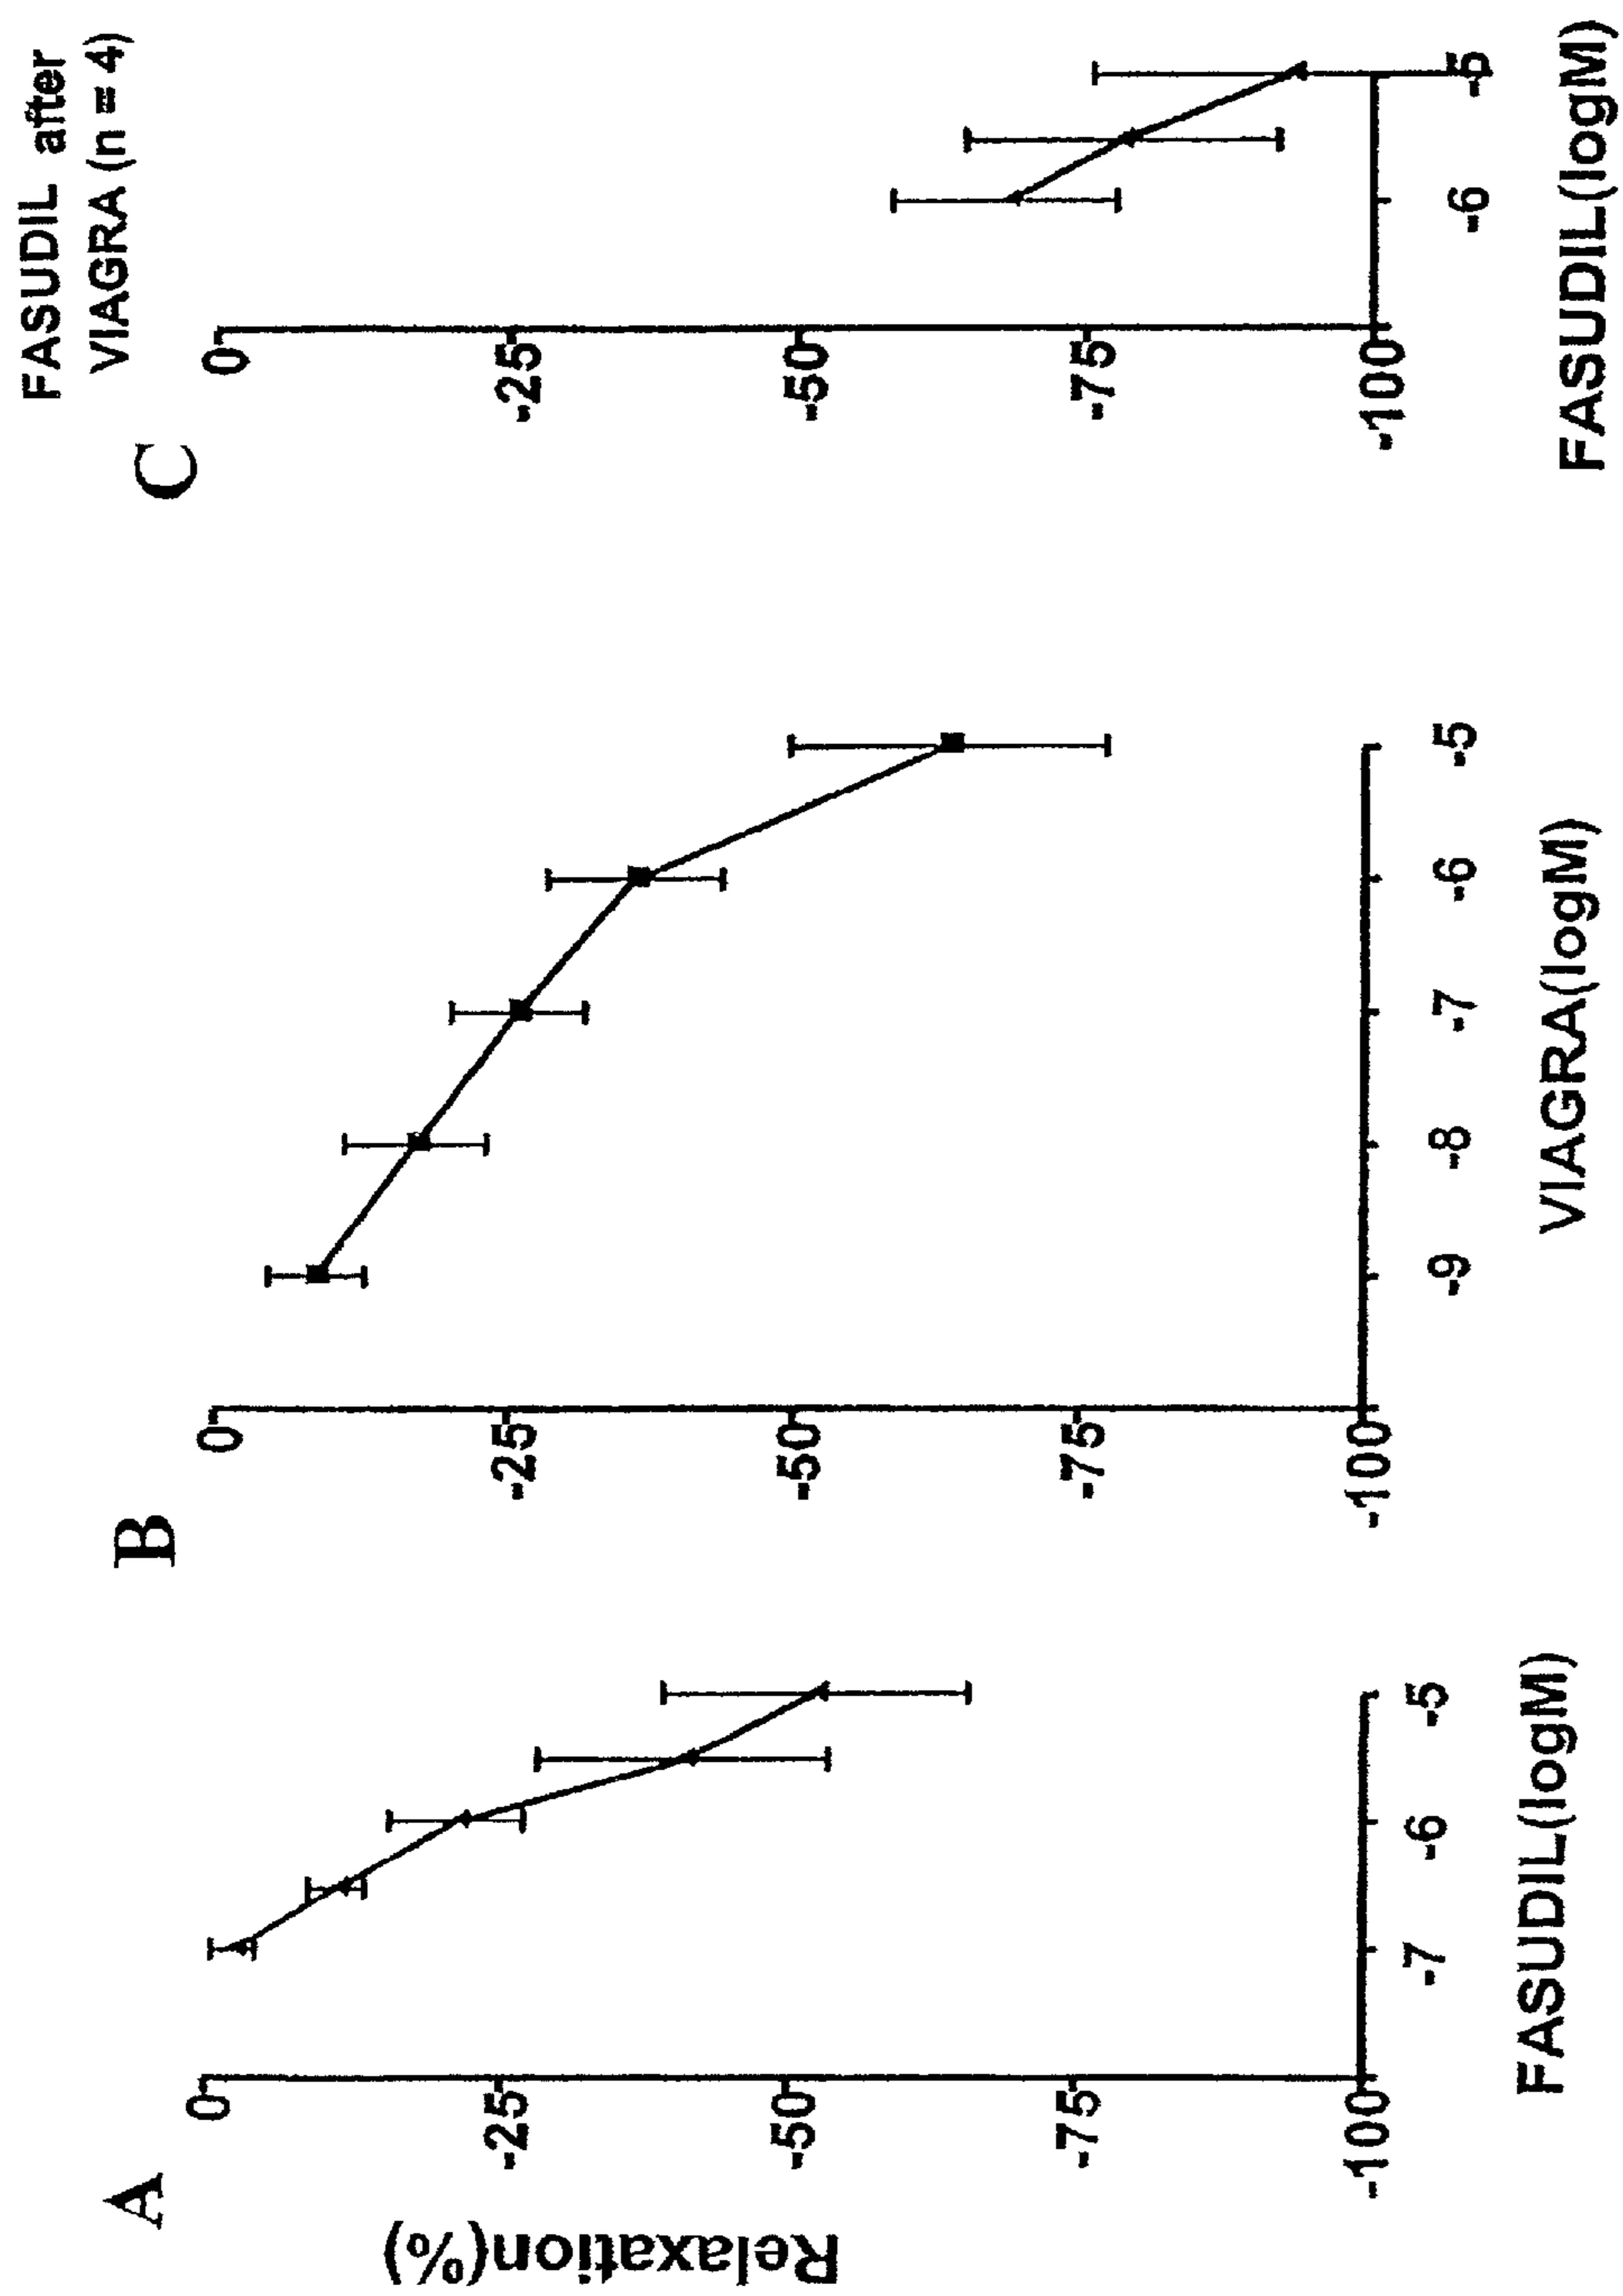 A
Relaxation(%)
0
-25
-50
-75
-100
-7 -6 -5
FASUDIL(logM)
B
0
-25
-50
-75
-100
-9 -8 -7 -6 -5
VIAGRA(logM)
C
FASUDIL after
VIAGRA (n = 4)
0
-25
-50
-75
-100
-6 -5
FASUDIL(logM)